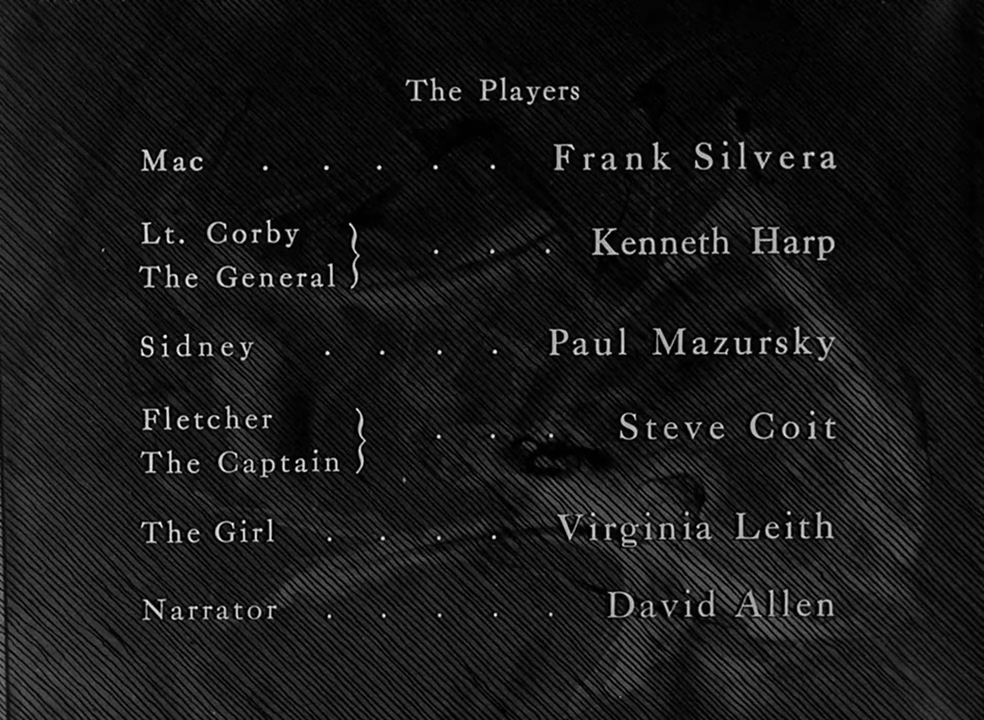 The Players
Mac . . . . . Frank Silvera
Lt. Corby
The General } . . . Kenneth Harp
Sidney . . . . Paul Mazursky
Fletcher
The Captain } . . . Steve Coit
The Girl . . . . Virginia Leith
Narrator . . . . . David Allen